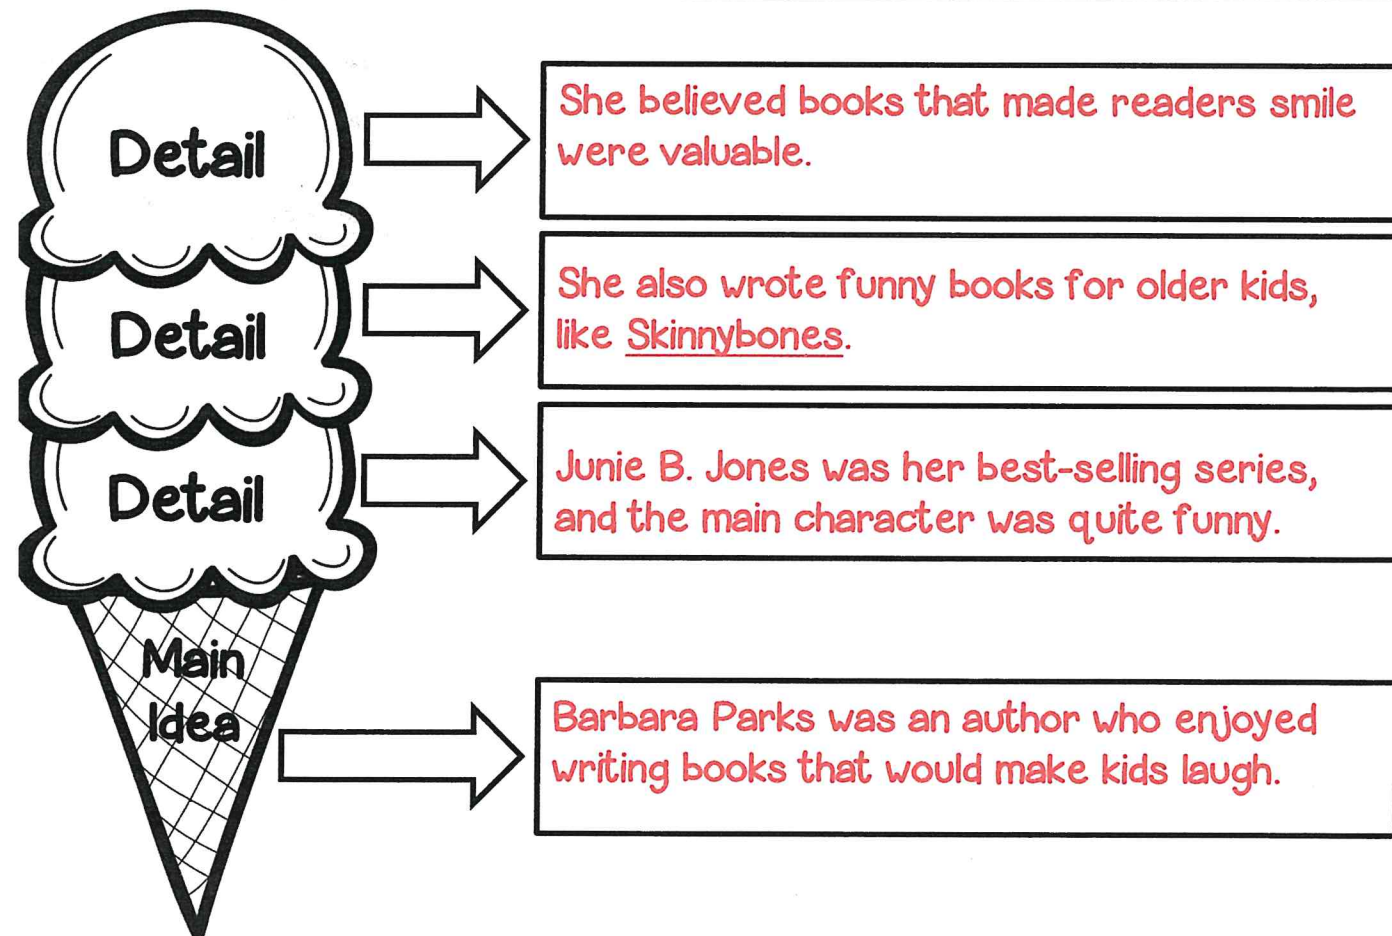 Detail
She believed books that made readers smile
were valuable.
Detail
She also wrote funny books for older kids,
like Skinnybones.
Detail
Junie B. Jones was her best-selling series,
and the main character was quite funny.
Main
Idea
Barbara Parks was an author who enjoyed
writing books that would make kids laugh.